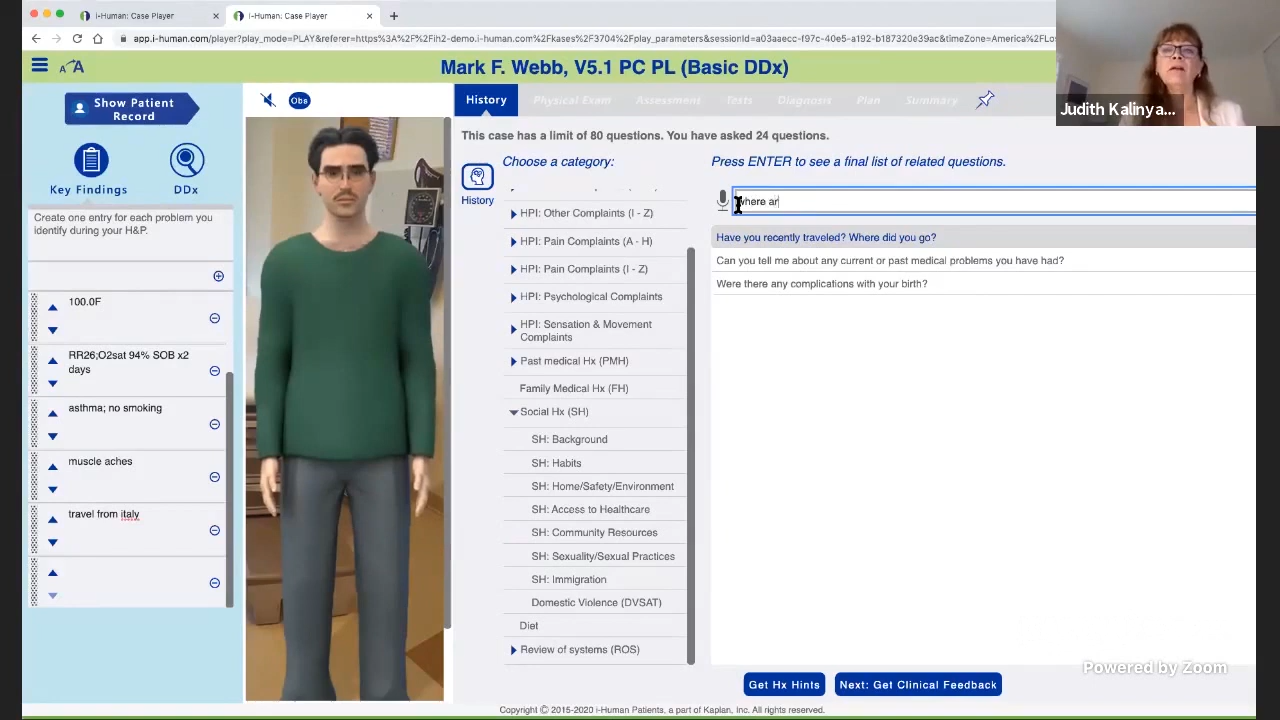 i-Human: Case Player
i-Human: Case Player
app.i-human.com/player?play_mode=PLAY&referer=https%3A%2F%2Fih2-demo.i-human.com%2Fkases%2F3704%2Fplay_parameters&sessionId=a03aaecc-f97c-40e5-a192-b187320e39ac&timeZone=America%2FLo
AA
Mark F. Webb, V5.1 PC PL (Basic DDx)
Judith Kalinya...
Show Patient
Record
Key Findings
DDx
Create one entry for each problem you
identify during your H&P.
100.0F
RR26;O2sat 94% SOB x2
days
asthma; no smoking
muscle aches
travel from italy
Obs
History
Physical Exam
Assessment
Tests
Diagnosis
Plan
Summary
This case has a limit of 80 questions. You have asked 24 questions.
History
Choose a category:
HPI: Other Complaints (I - Z)
HPI: Pain Complaints (A - H)
HPI: Pain Complaints (I - Z)
HPI: Psychological Complaints
HPI: Sensation & Movement
Complaints
Past medical Hx (PMH)
Family Medical Hx (FH)
Social Hx (SH)
SH: Background
SH: Habits
SH: Home/Safety/Environment
SH: Access to Healthcare
SH: Community Resources
SH: Sexuality/Sexual Practices
SH: Immigration
Domestic Violence (DVSAT)
Diet
Review of systems (ROS)
Press ENTER to see a final list of related questions.
where ar
Have you recently traveled? Where did you go?
Can you tell me about any current or past medical problems you have had?
Were there any complications with your birth?
Get Hx Hints
Next: Get Clinical Feedback
Powered by Zoom
Copyright © 2015-2020 i-Human Patients, a part of Kaplan, Inc. All rights reserved.